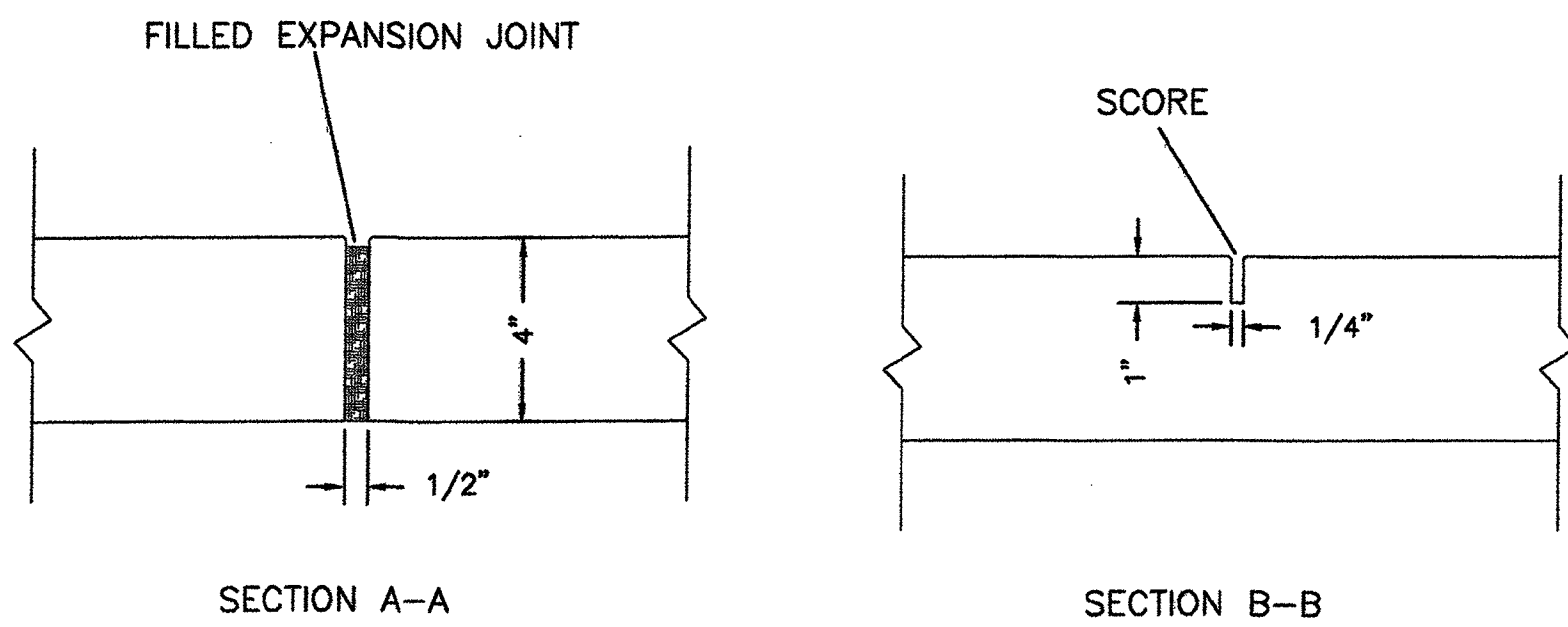 FILLED EXPANSION JOINT
SCORE
4"
1"
1/4"
1/2"
SECTION A-A
SECTION B-B